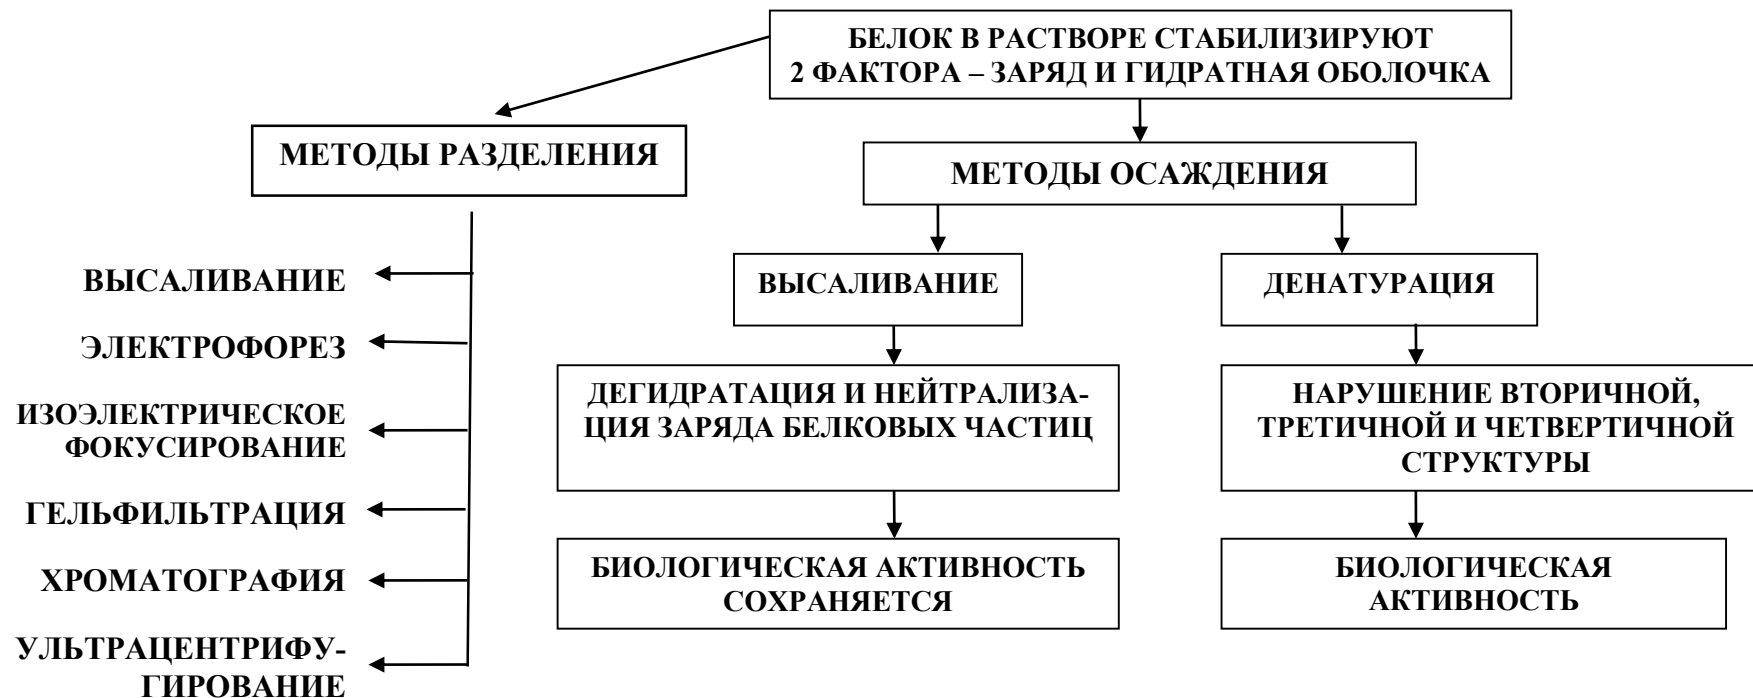 БЕЛОК В РАСТВОРЕ СТАБИЛИЗИРУЮТ
2 ФАКТОРА – ЗАРЯД И ГИДРАТНАЯ ОБОЛОЧКА
МЕТОДЫ РАЗДЕЛЕНИЯ
МЕТОДЫ ОСАЖДЕНИЯ
ВЫСАЛИВАНИЕ
ЭЛЕКТРОФОРЕЗ
ИЗОЭЛЕКТРИЧЕСКОЕ
ФОКУСИРОВАНИЕ
ГЕЛЬФИЛЬТРАЦИЯ
ХРОМАТОГРАФИЯ
УЛЬТРАЦЕНТРИФУ-
ГИРОВАНИЕ
ВЫСАЛИВАНИЕ
ДЕГИДРАТАЦИЯ И НЕЙТРАЛИЗА-
ЦИЯ ЗАРЯДА БЕЛКОВЫХ ЧАСТИЦ
БИОЛОГИЧЕСКАЯ АКТИВНОСТЬ
СОХРАНЯЕТСЯ
ДЕНАТУРАЦИЯ
НАРУШЕНИЕ ВТОРИЧНОЙ,
ТРЕТИЧНОЙ И ЧЕТВЕРТИЧНОЙ
СТРУКТУРЫ
БИОЛОГИЧЕСКАЯ
АКТИВНОСТЬ